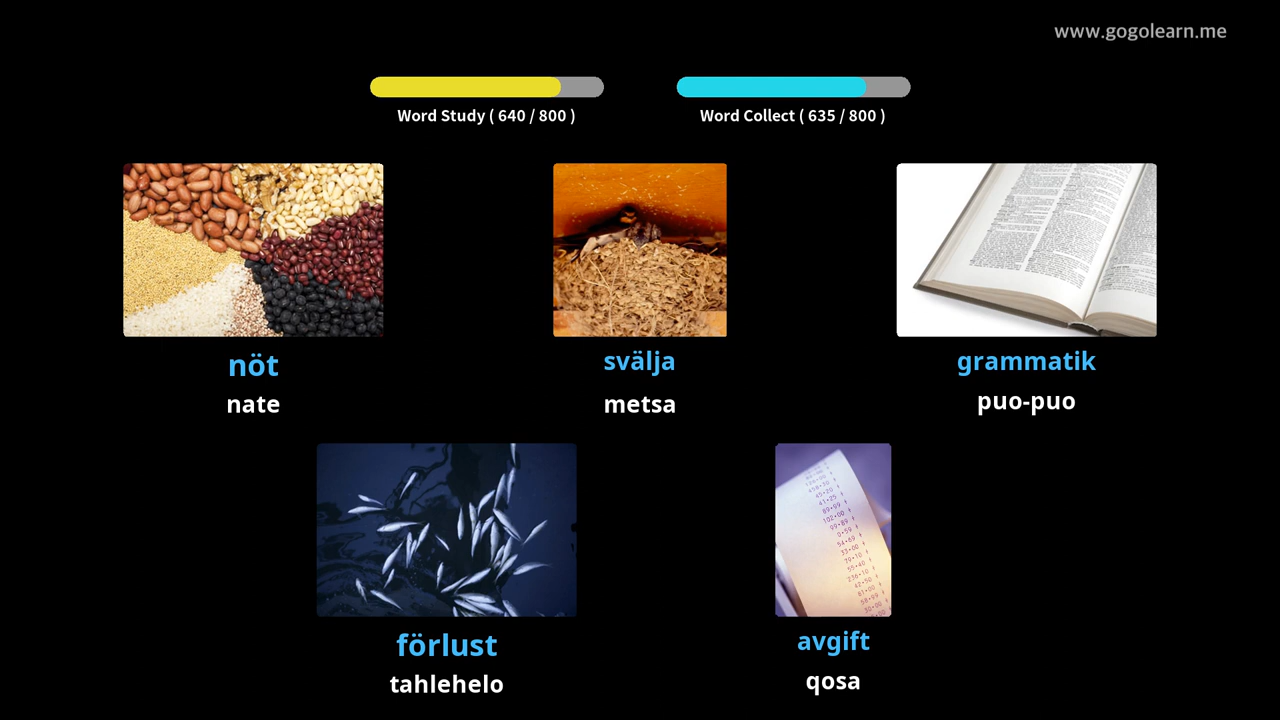 www.gogolearn.me
Word Study ( 640 / 800 )
Word Collect ( 635 / 800 )
nöt
nate
svälja
metsa
grammatik
puo-puo
förlust
tahlehelo
avgift
qosa